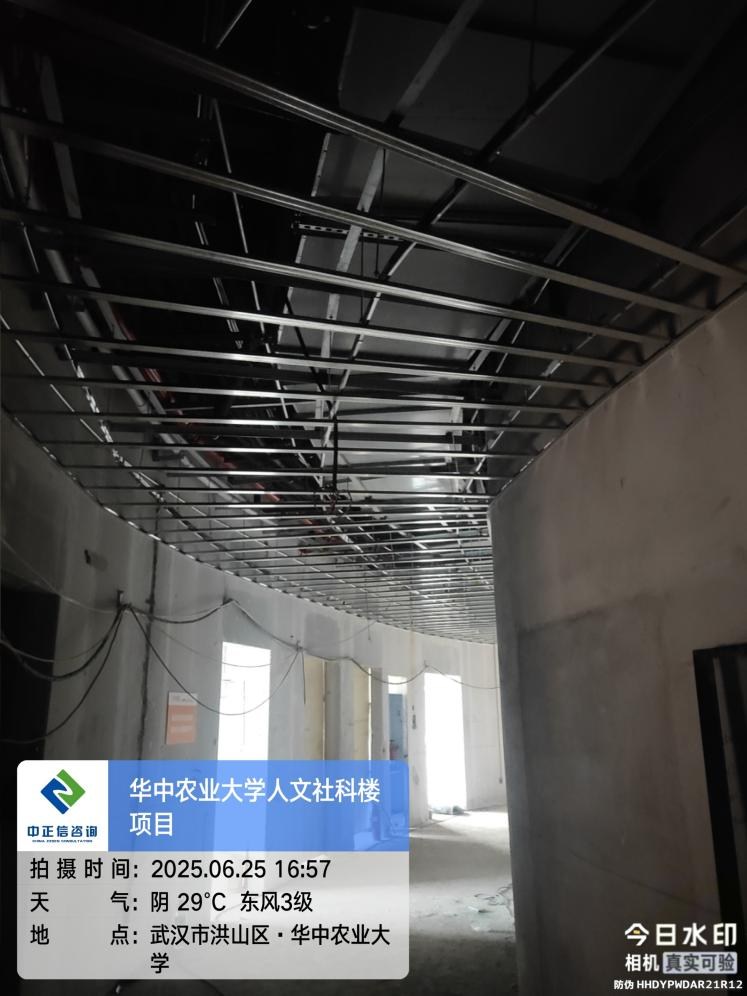 华中农业大学人文社科楼
项目
中正信咨询
CHINA ZEXIN CONSULTATION
拍摄时间：2025.06.25 16:57
天气：阴 29℃ 东风3级
地点：武汉市洪山区·华中农业大
学
今日水印
相机 真实可验
防伪 HHDYPWDAR21R12